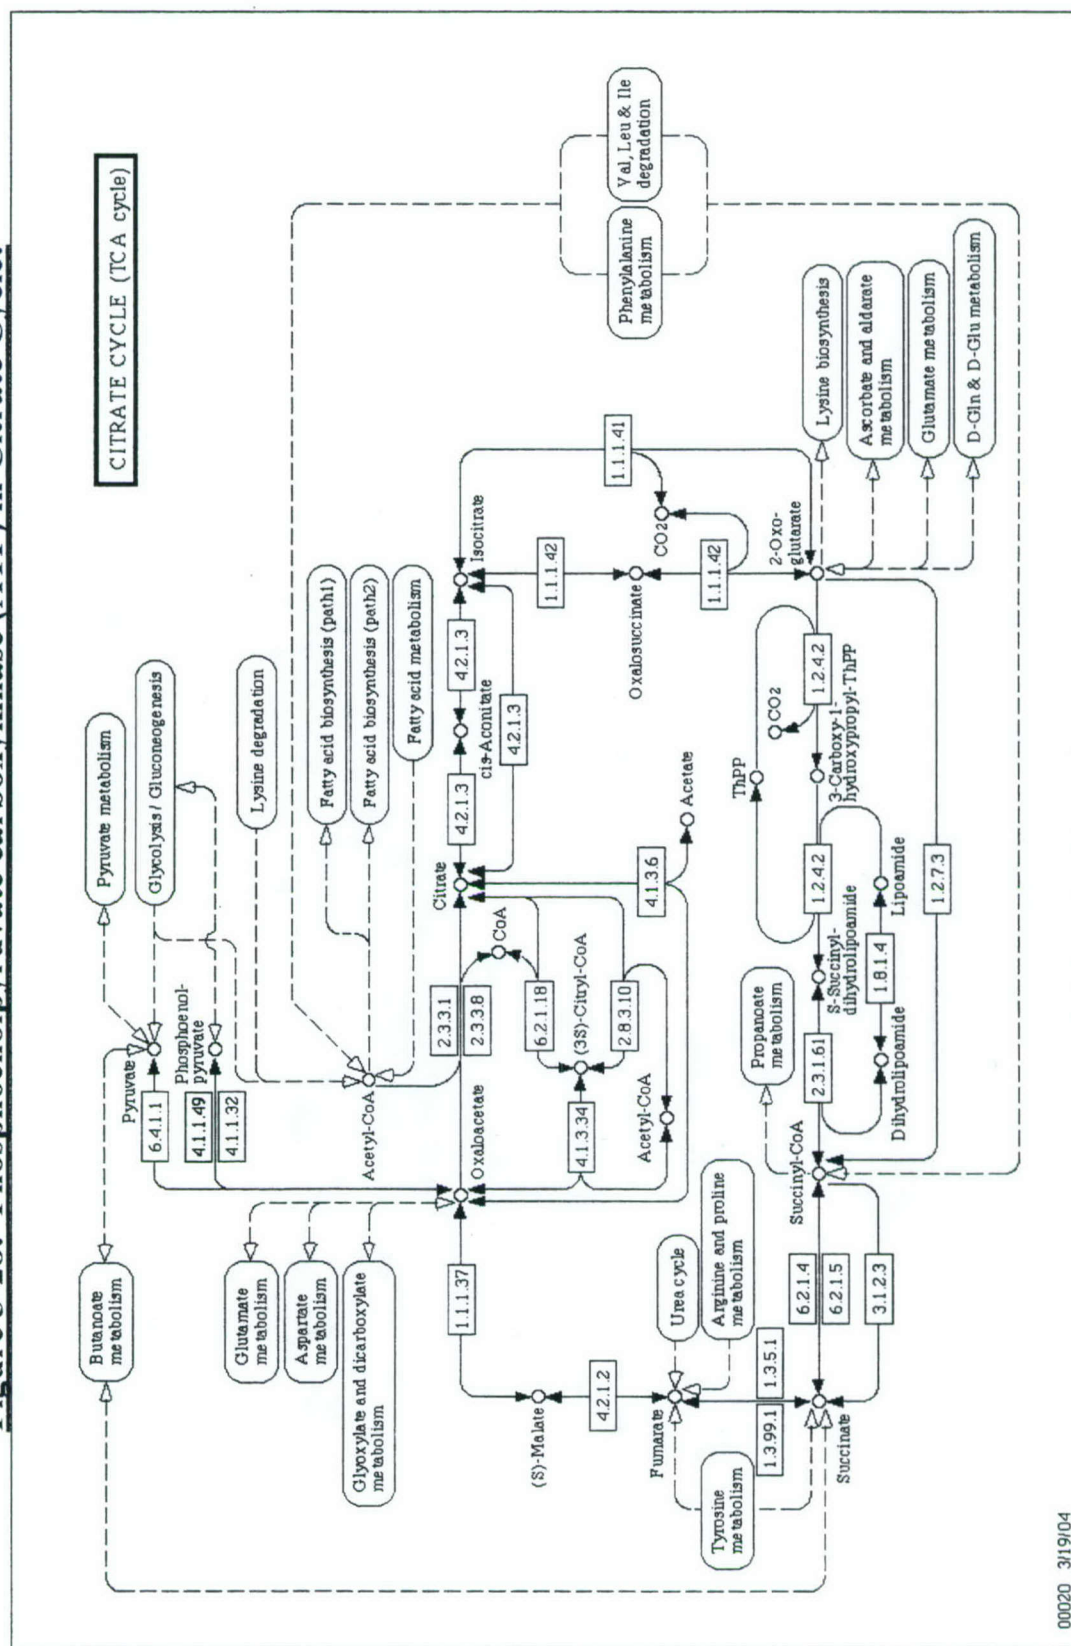 CITRATE CYCLE (TCA cycle)
Butanoate
metabolism
Pyruvate metabolism
Glycolysis / Gluconeogenesis
Pyruvate
6.4.1.1
Phosphoenol-
pyruvate
4.1.1.49
4.1.1.32
Lysine degradation
Acetyl-CoA
Fatty acid biosynthesis (path1)
Fatty acid biosynthesis (path2)
Fatty acid metabolism
Glutamate
metabolism
Aspartate
metabolism
Glyoxylate and dicarboxylate
metabolism
1.1.1.37
Oxaloacetate
2.3.3.1
2.3.3.8
Citrate
4.2.1.3
cis-Aconitate
4.2.1.3
4.2.1.3
Isocitrate
CoA
6.2.1.18
(3S)-Citryl-CoA
4.1.3.34
2.8.3.10
Acetyl-CoA
4.1.3.6
Acetate
1.1.1.42
Oxalosuccinate
1.1.1.42
CO2
1.1.1.41
Phenylalanine
metabolism
Val, Leu & Ile
degradation
(S)-Malate
4.2.1.2
Fumarate
Urea cycle
Arginine and proline
metabolism
Tyrosine
metabolism
1.3.99.1
1.3.5.1
Succinate
6.2.1.4
6.2.1.5
3.1.2.3
Succinyl-CoA
Propanoate
metabolism
2.3.1.61
S-Succinyl-
dihydrolipoamide
Dihydrolipoamide
1.8.1.4
Lipoamide
1.2.4.2
ThPP
3-Carboxy-1-
hydroxypropyl-ThPP
CO2
1.2.4.2
1.2.7.3
2-Oxo-
glutarate
Lysine biosynthesis
Ascorbate and aldarate
metabolism
Glutamate metabolism
D-Gln & D-Glu metabolism
00020 3/19/04